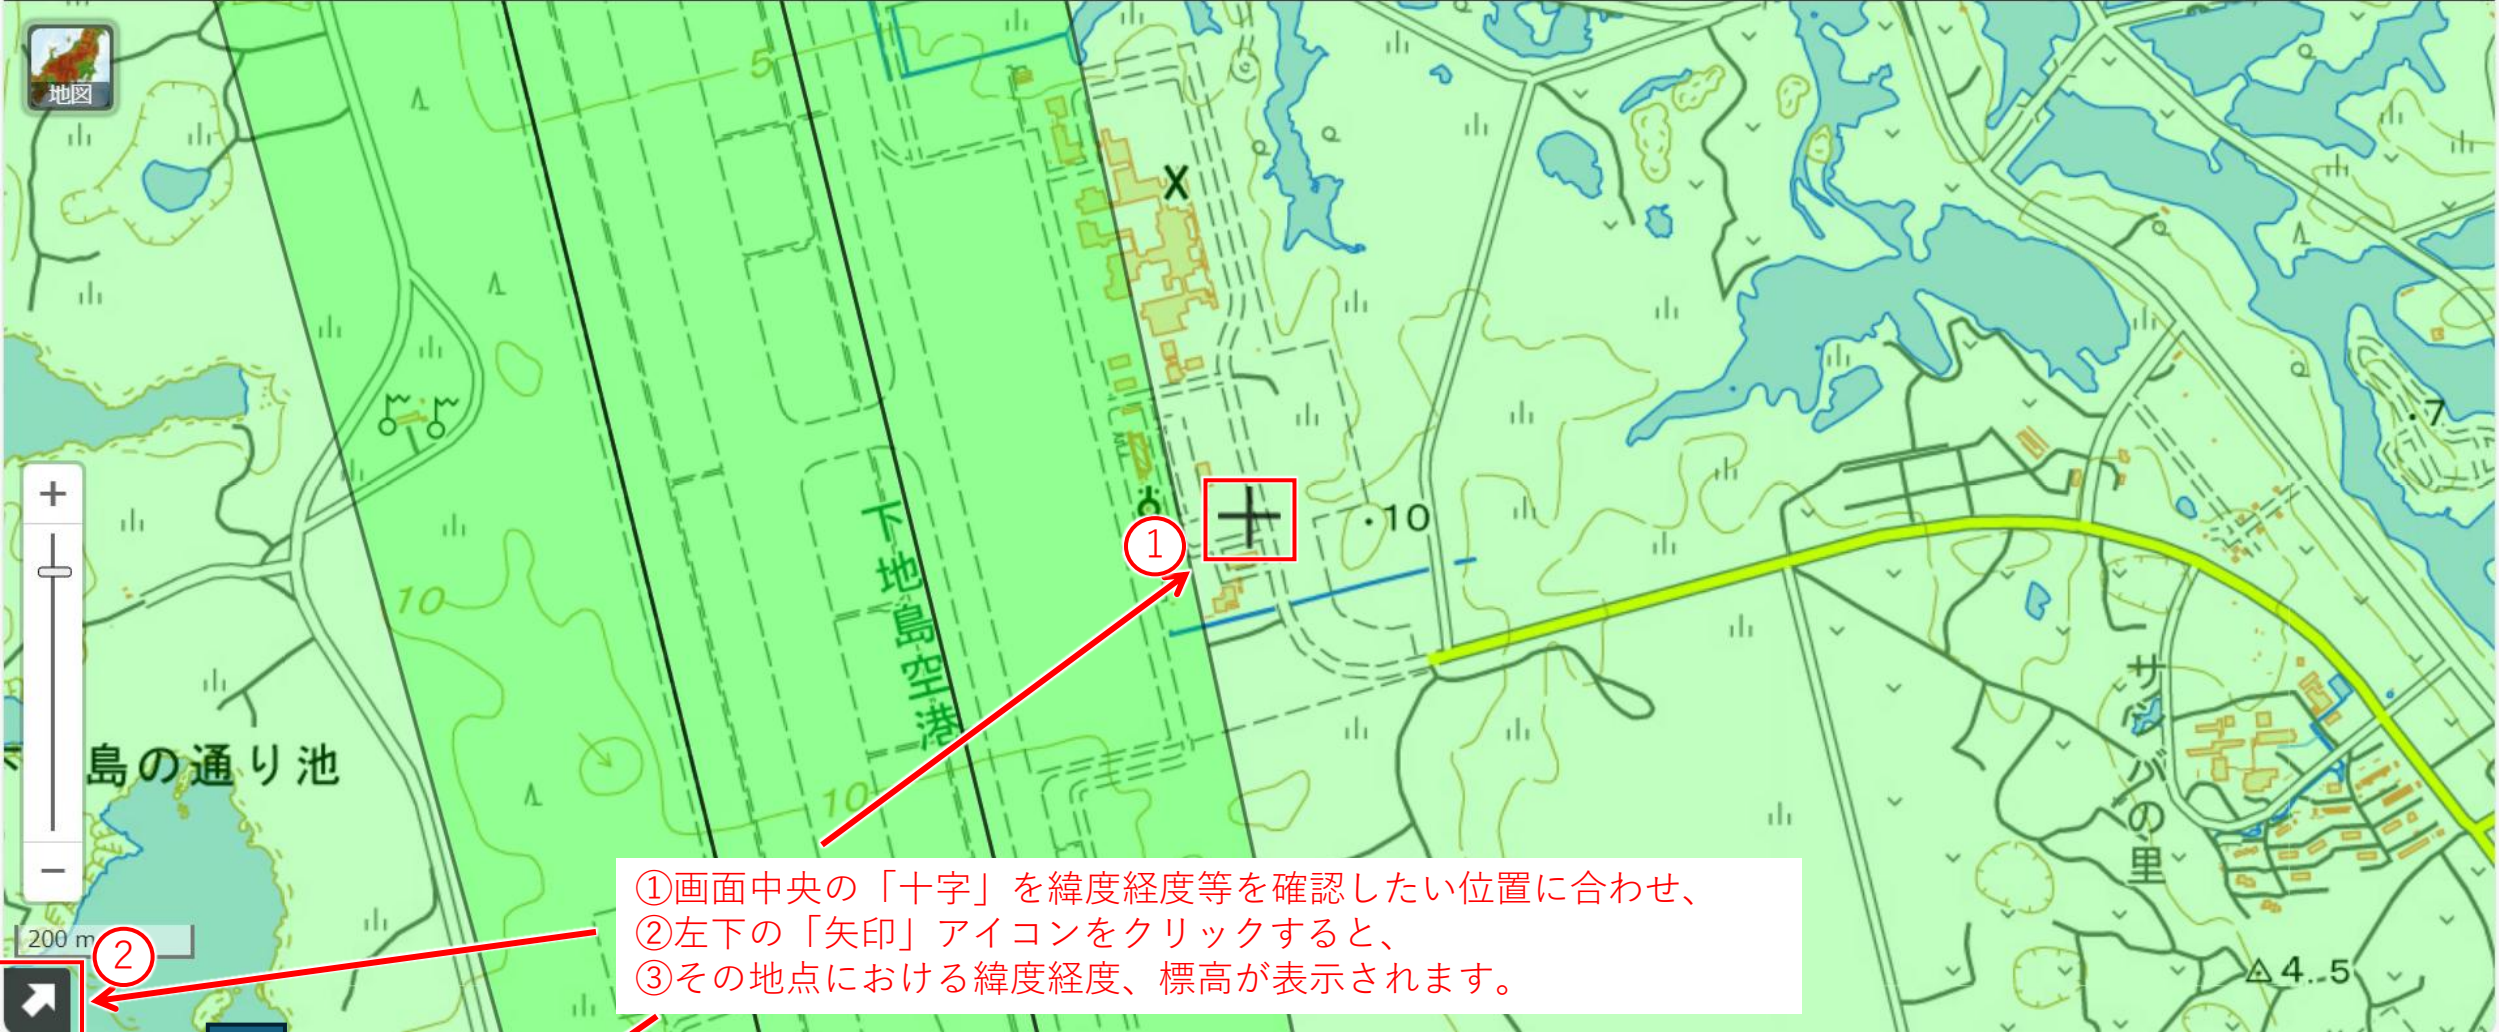 地図
5
X
7
10
下地島空港
10
10
島の通り池
サシバの里
4.5
200 m
①
②
①画面中央の「十字」を緯度経度等を確認したい位置に合わせ、
②左下の「矢印」アイコンをクリックすると、
③その地点における緯度経度、標高が表示されます。